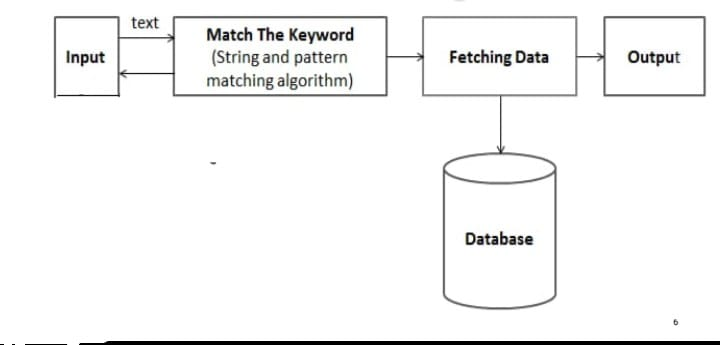 text
Input
Match The Keyword
(String and pattern
matching algorithm)
Fetching Data
Output
Database
6